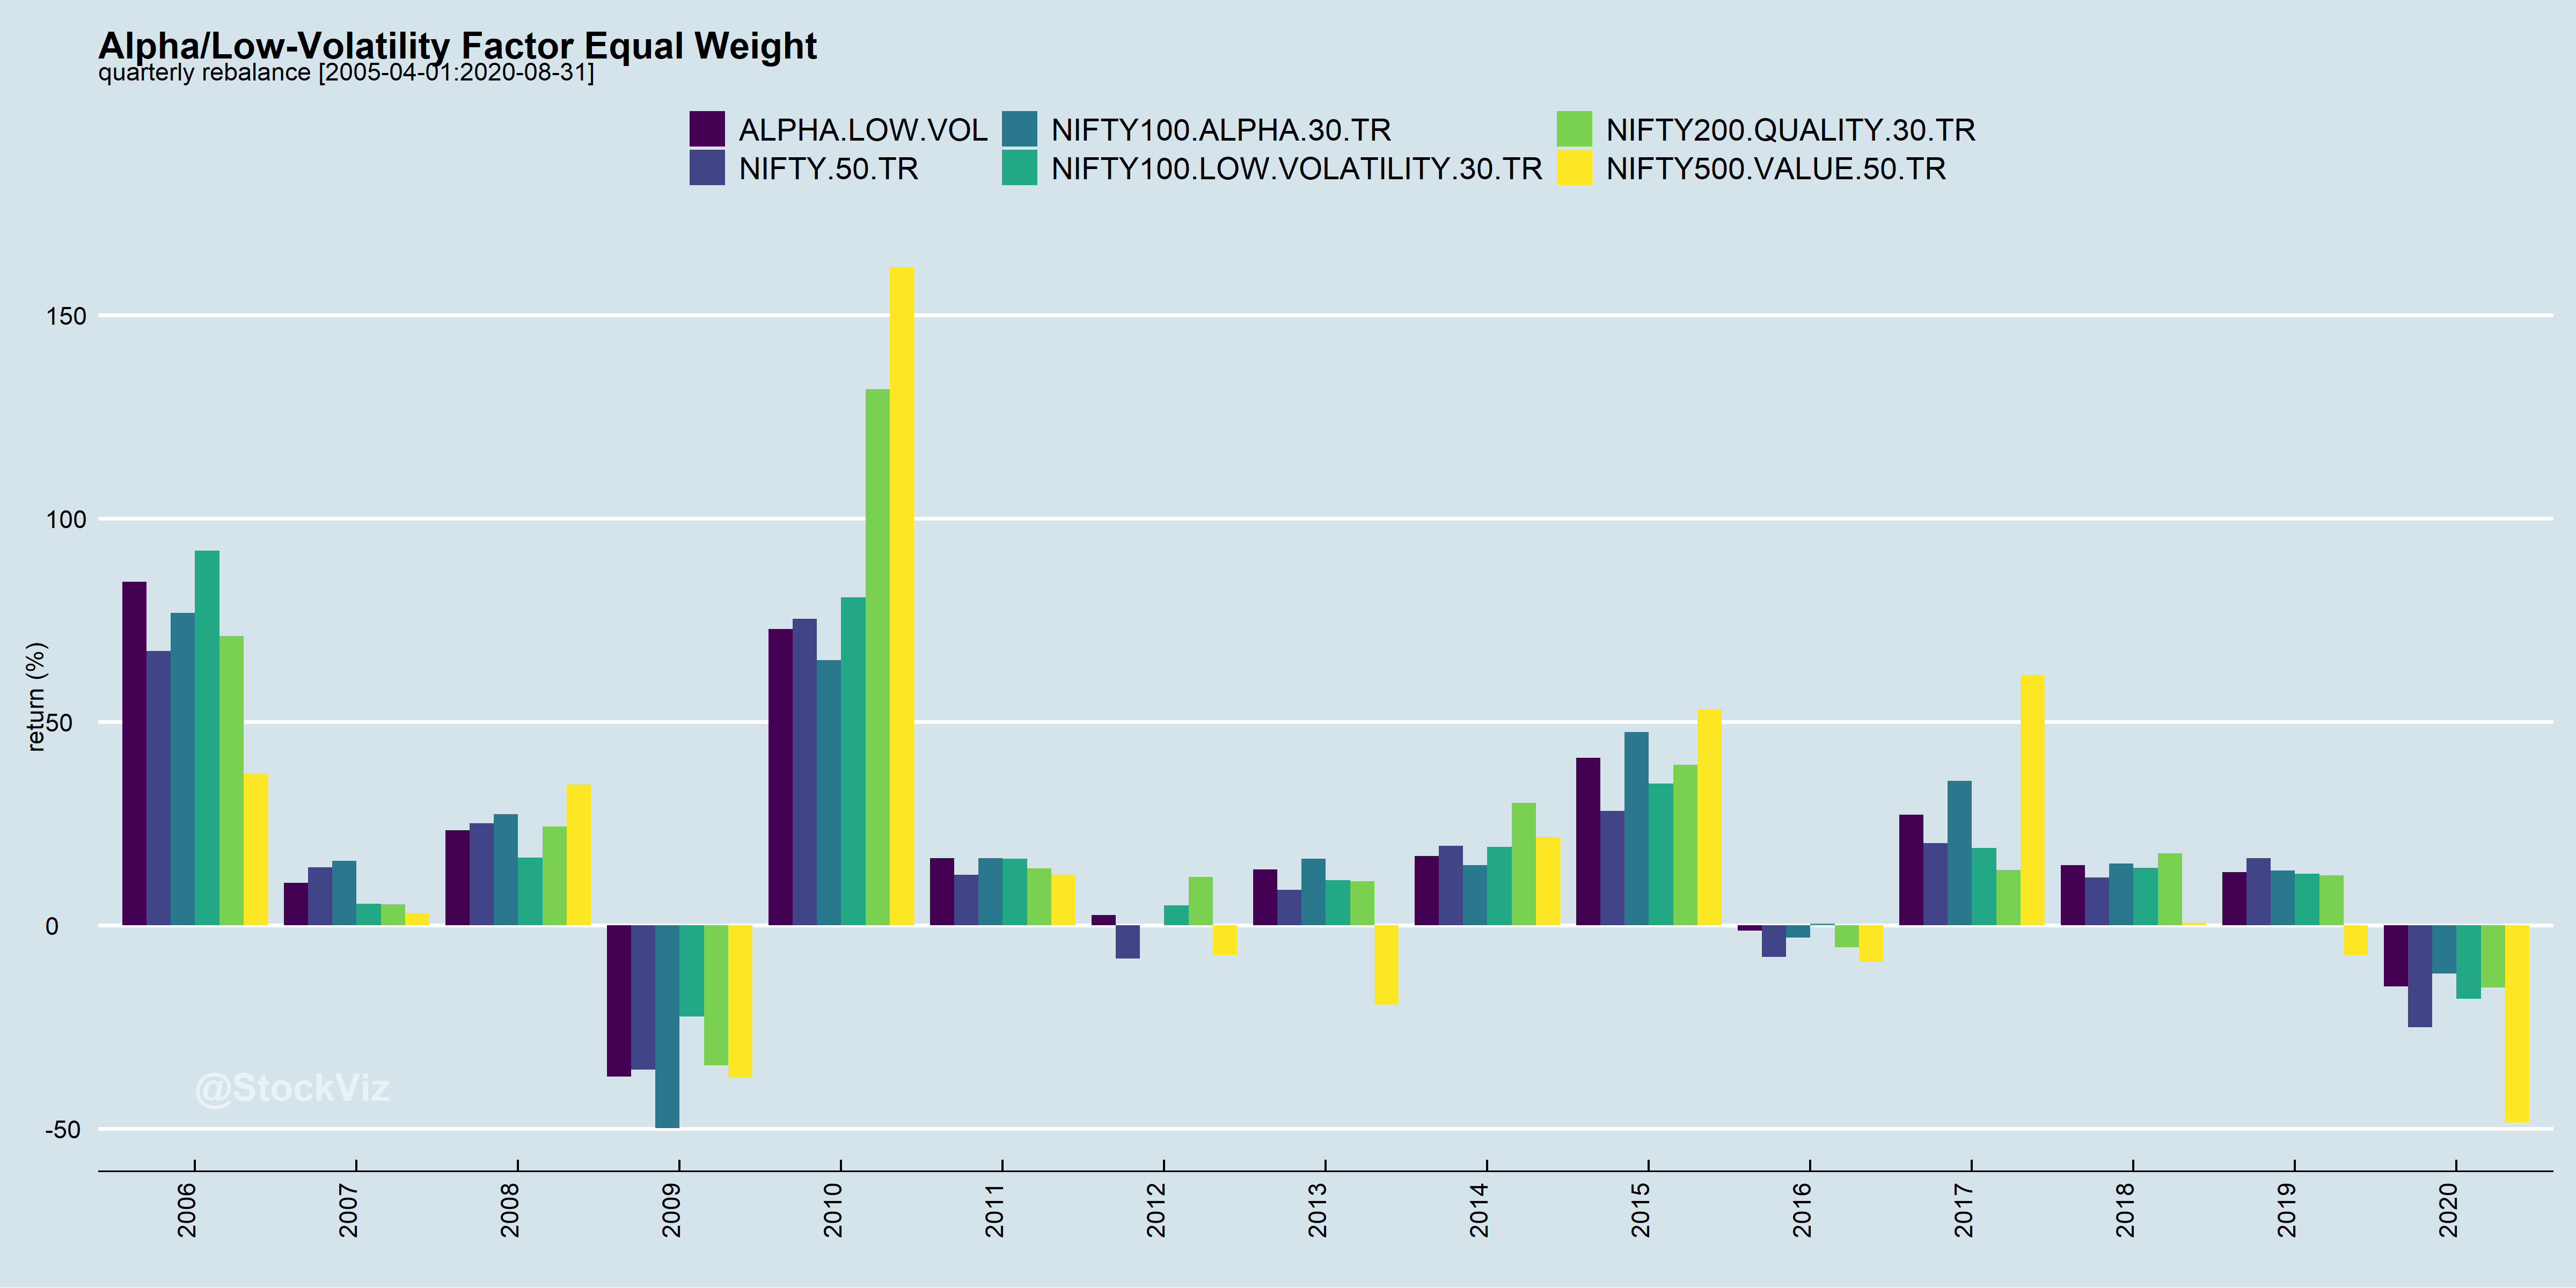 Alpha/Low-Volatility Factor Equal Weight
quarterly rebalance [2005-04-01:2020-08-31]
ALPHA.LOW.VOL NIFTY100.ALPHA.30.TR NIFTY200.QUALITY.30.TR
NIFTY.50.TR NIFTY100.LOW.VOLATILITY.30.TR NIFTY500.VALUE.50.TR
150
100
50
0
-50
return (%)
@StockViz
2006 2007 2008 2009 2010 2011 2012 2013 2014 2015 2016 2017 2018 2019 2020